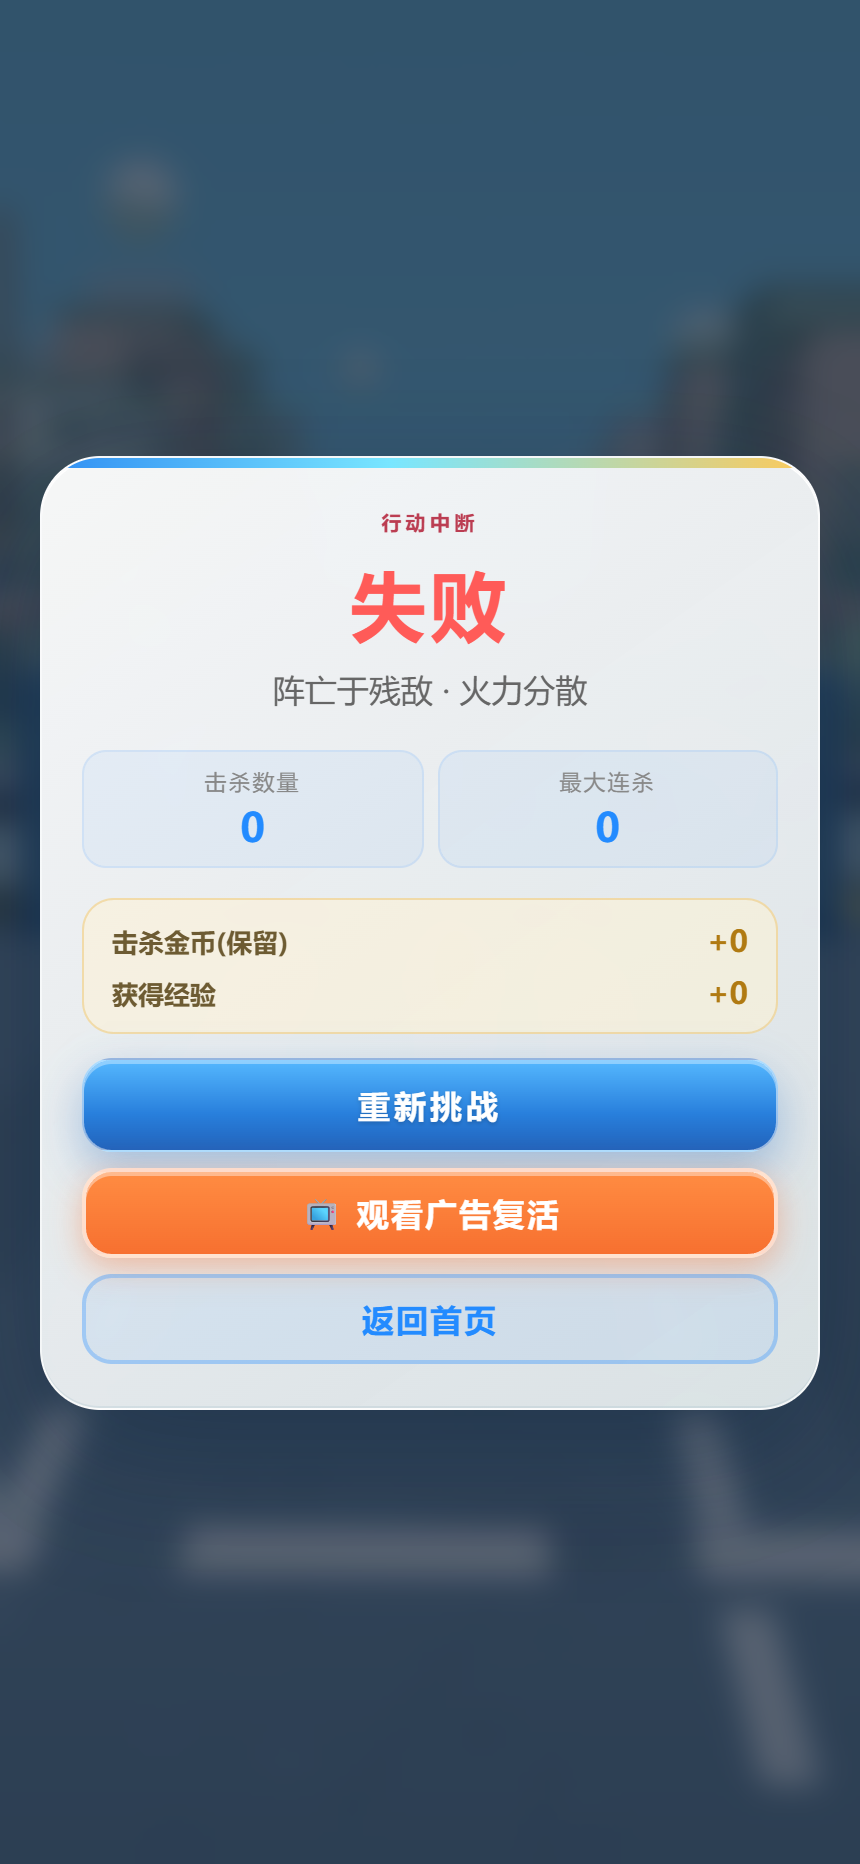 行动中断
失败
阵亡于残敌 · 火力分散
击杀数量
0
最大连杀
0
击杀金币(保留) +0
获得经验 +0
重新挑战
观看广告复活
返回首页